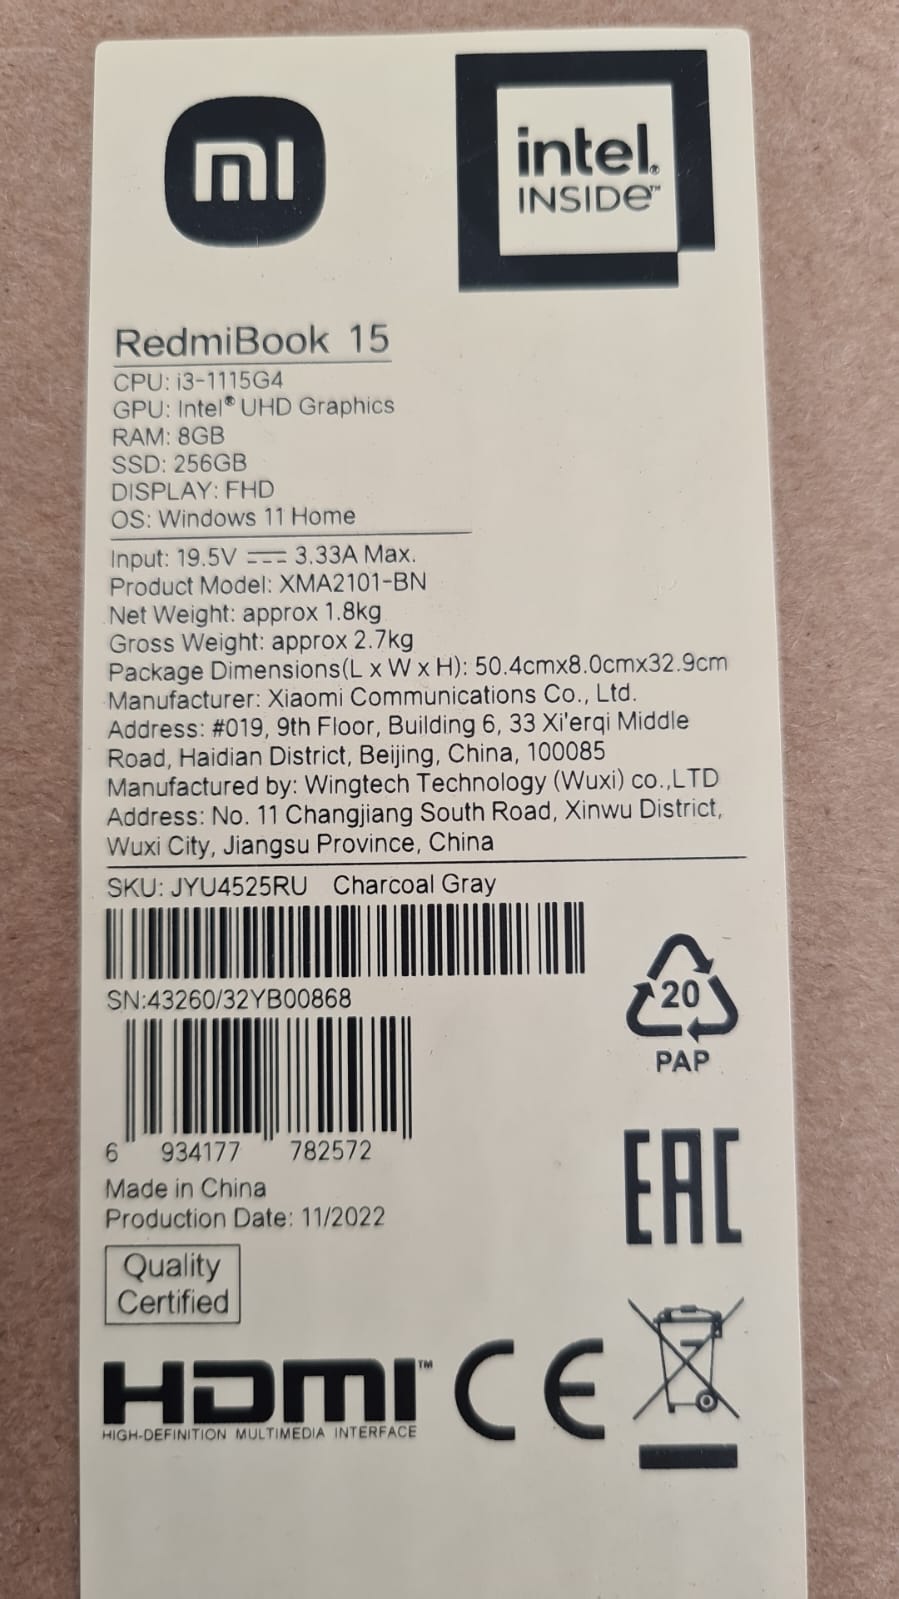 mi
intel.
INSIDe™
RedmiBook 15
CPU: i3-1115G4
GPU: Intel® UHD Graphics
RAM: 8GB
SSD: 256GB
DISPLAY: FHD
OS: Windows 11 Home
Input: 19.5V ⎓ 3.33A Max.
Product Model: XMA2101-BN
Net Weight: approx 1.8kg
Gross Weight: approx 2.7kg
Package Dimensions(L x W x H): 50.4cmx8.0cmx32.9cm
Manufacturer: Xiaomi Communications Co., Ltd.
Address: #019, 9th Floor, Building 6, 33 Xi'erqi Middle
Road, Haidian District, Beijing, China, 100085
Manufactured by: Wingtech Technology (Wuxi) co.,LTD
Address: No. 11 Changjiang South Road, Xinwu District,
Wuxi City, Jiangsu Province, China
SKU: JYU4525RU Charcoal Gray
SN:43260/32YB00868
20
PAP
6 934177 782572
EAC
Made in China
Production Date: 11/2022
Quality
Certified
HDMI™
HIGH-DEFINITION MULTIMEDIA INTERFACE
CE